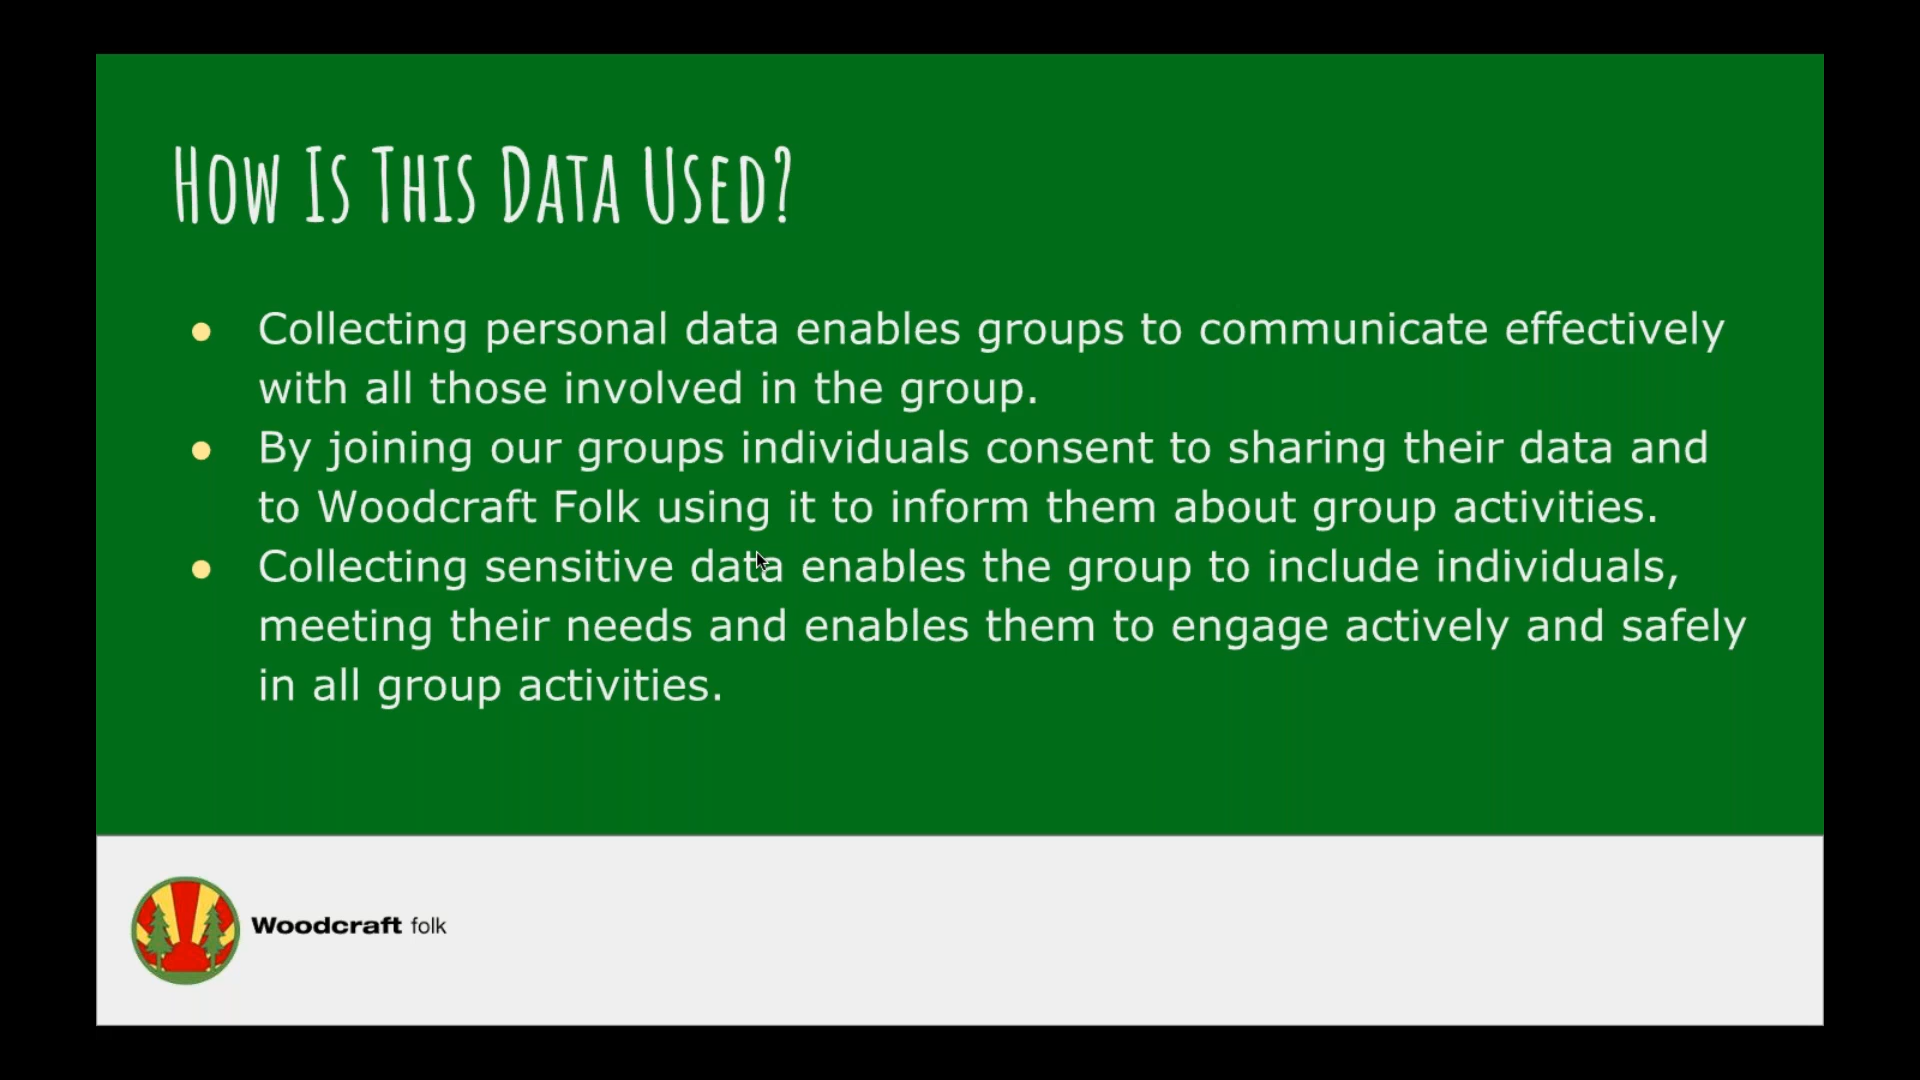 How Is This Data Used?
● Collecting personal data enables groups to communicate effectively
with all those involved in the group.
● By joining our groups individuals consent to sharing their data and
to Woodcraft Folk using it to inform them about group activities.
● Collecting sensitive data enables the group to include individuals,
meeting their needs and enables them to engage actively and safely
in all group activities.
Woodcraft folk